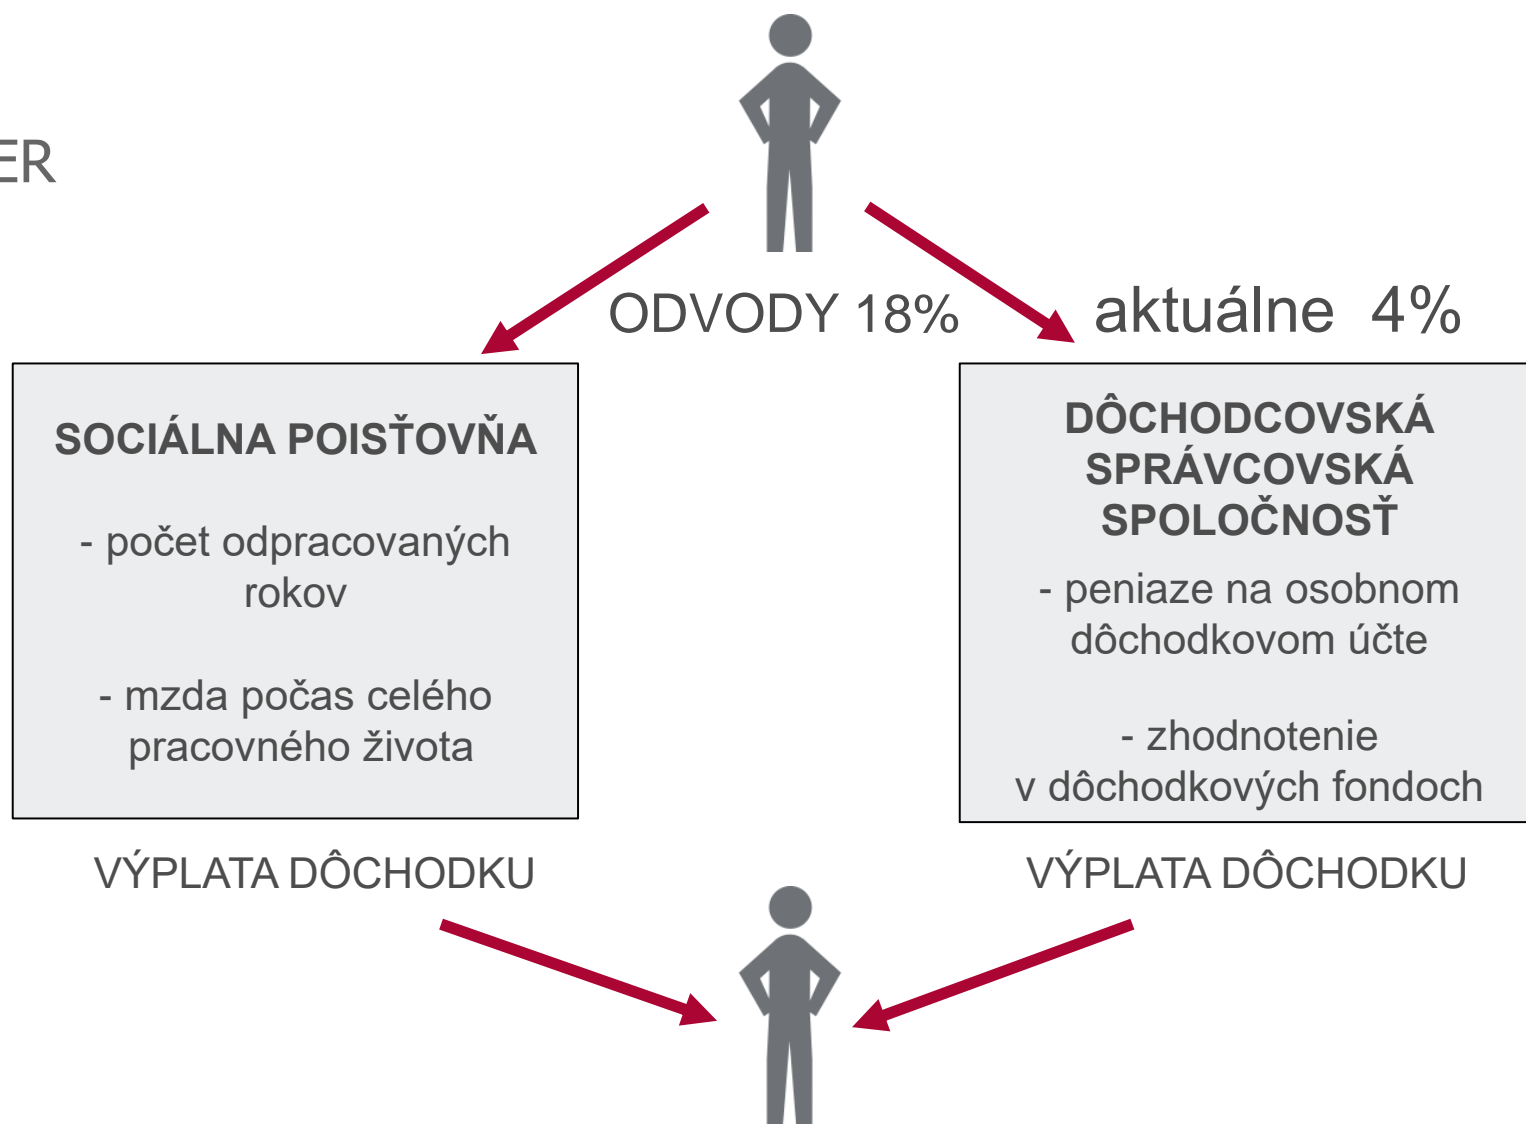 ER
ODVODY 18%
aktuálne 4%
SOCIÁLNA POISŤOVŇA
- počet odpracovaných
rokov
- mzda počas celého
pracovného života
DÔCHODCOVSKÁ
SPRÁVCOVSKÁ
SPOLOČNOSŤ
- peniaze na osobnom
dôchodkovom účte
- zhodnotenie
v dôchodkových fondoch
VÝPLATA DÔCHODKU
VÝPLATA DÔCHODKU